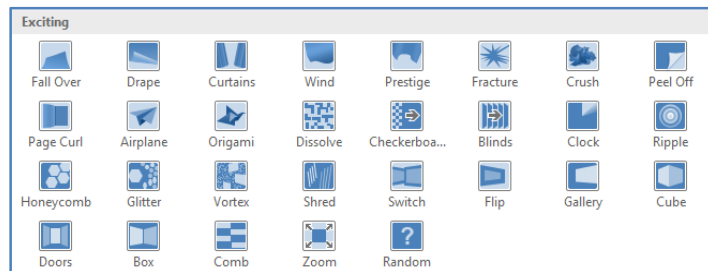 Exciting
Fall Over Drape Curtains Wind Prestige Fracture Crush Peel Off
Page Curl Airplane Origami Dissolve Checkerboa... Blinds Clock Ripple
Honeycomb Glitter Vortex Shred Switch Flip Gallery Cube
Doors Box Comb Zoom ? Random